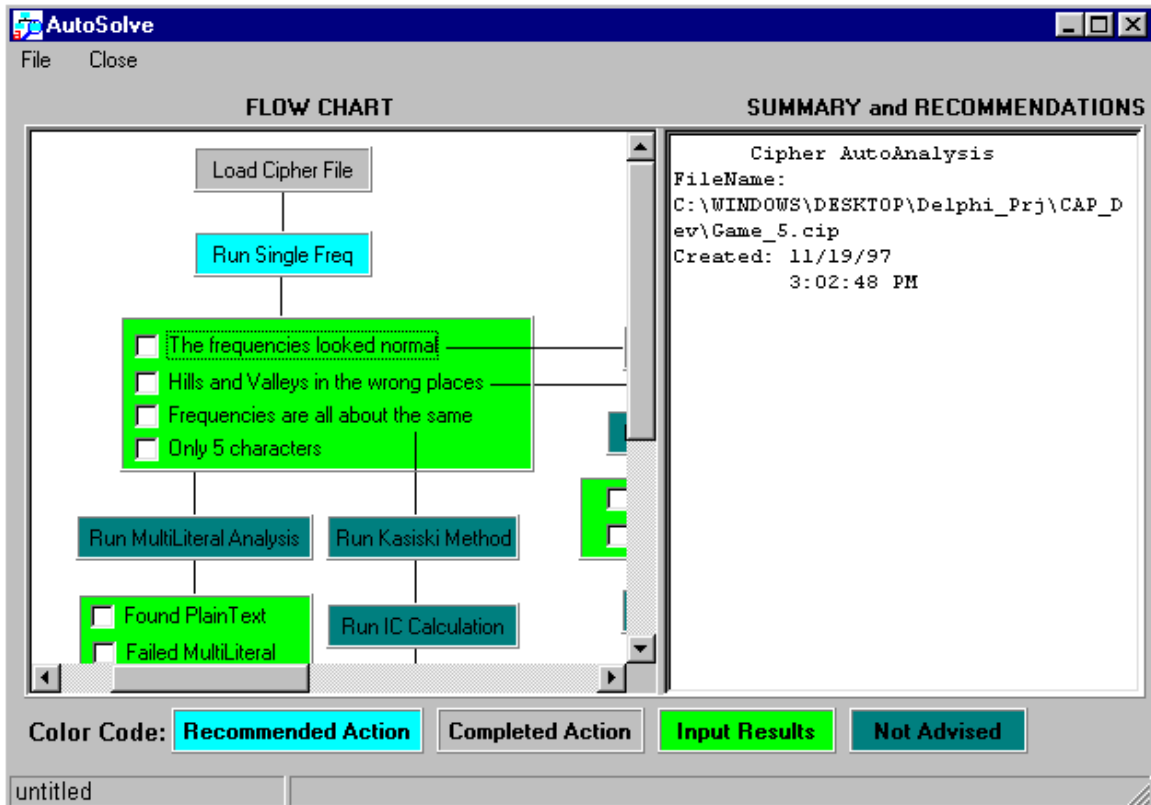 AutoSolve
File Close
FLOW CHART
SUMMARY and RECOMMENDATIONS
Load Cipher File
Run Single Freq
The frequencies looked normal
Hills and Valleys in the wrong places
Frequencies are all about the same
Only 5 characters
Run MultiLiteral Analysis
Run Kasiski Method
Found PlainText
Failed MultiLiteral
Run IC Calculation
Cipher AutoAnalysis
FileName:
C:\WINDOWS\DESKTOP\Delphi_Prj\CAP_D
ev\Game_5.cip
Created: 11/19/97
3:02:48 PM
Color Code: Recommended Action Completed Action Input Results Not Advised
untitled